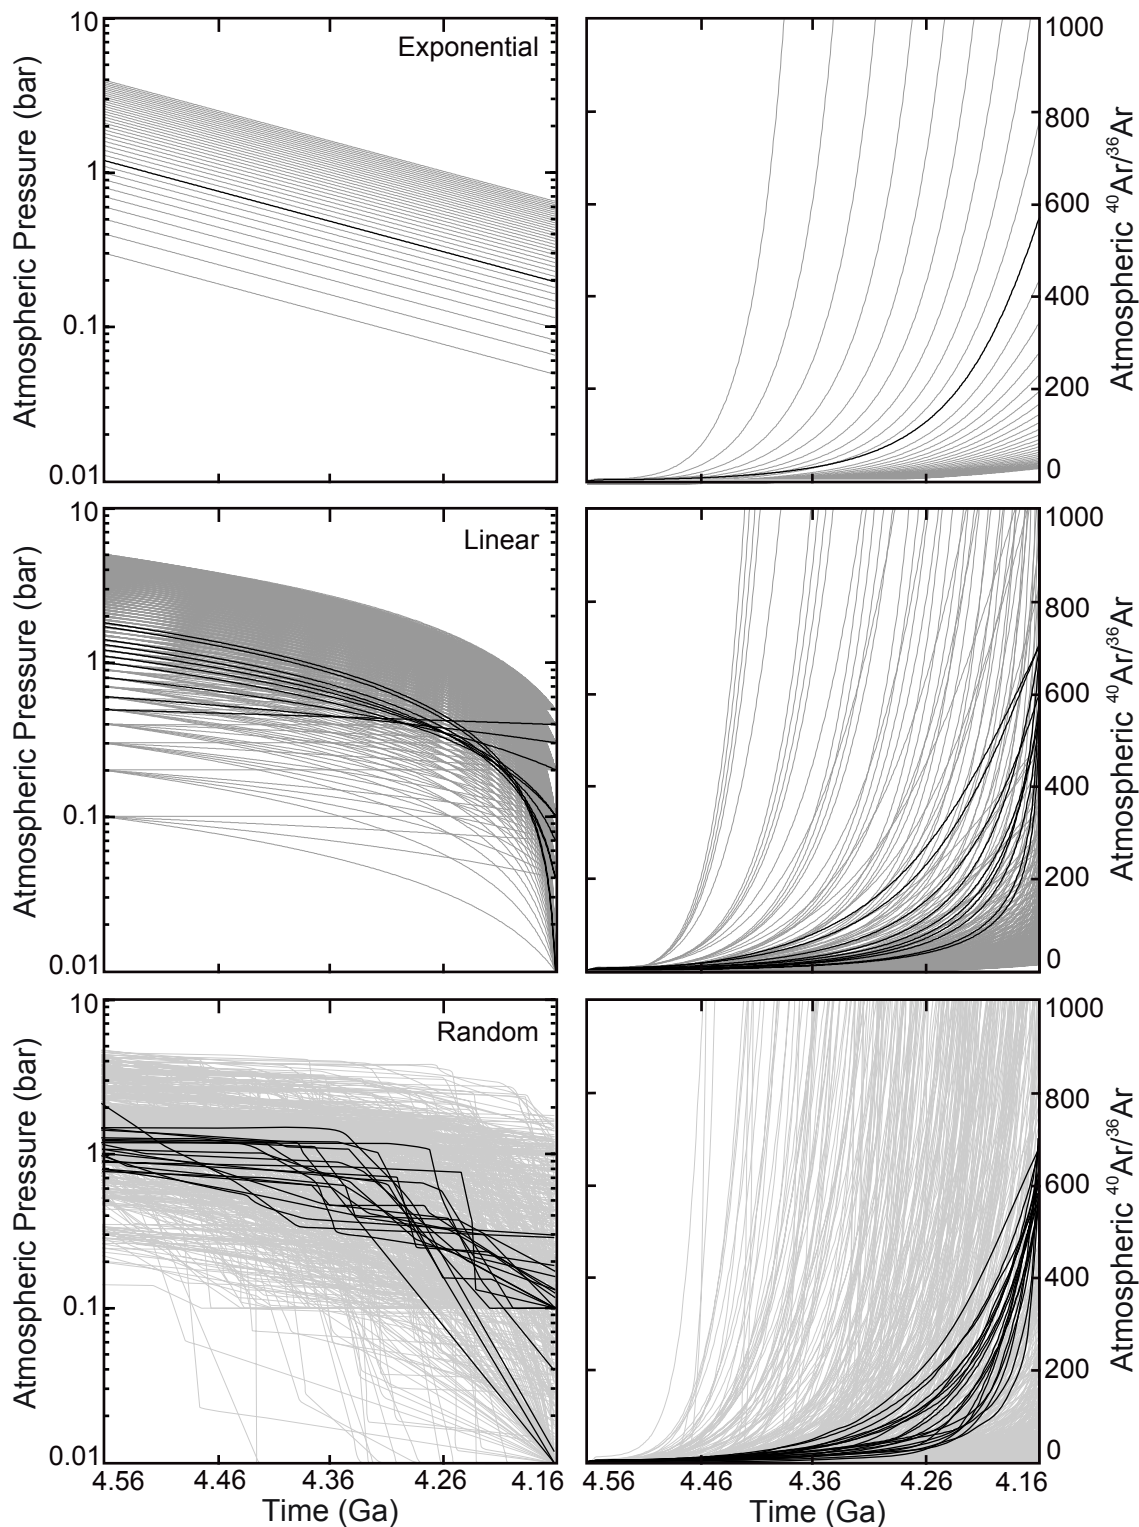 Exponential
Atmospheric Pressure (bar)
10
1
0.1
0.01
1000
800
600
400
200
0
Atmospheric ⁴⁰Ar/³⁶Ar
Linear
Atmospheric Pressure (bar)
10
1
0.1
0.01
1000
800
600
400
200
0
Atmospheric ⁴⁰Ar/³⁶Ar
Random
Atmospheric Pressure (bar)
10
1
0.1
0.01
4.56 4.46 4.36 4.26 4.16
Time (Ga)
1000
800
600
400
200
0
Atmospheric ⁴⁰Ar/³⁶Ar
4.56 4.46 4.36 4.26 4.16
Time (Ga)